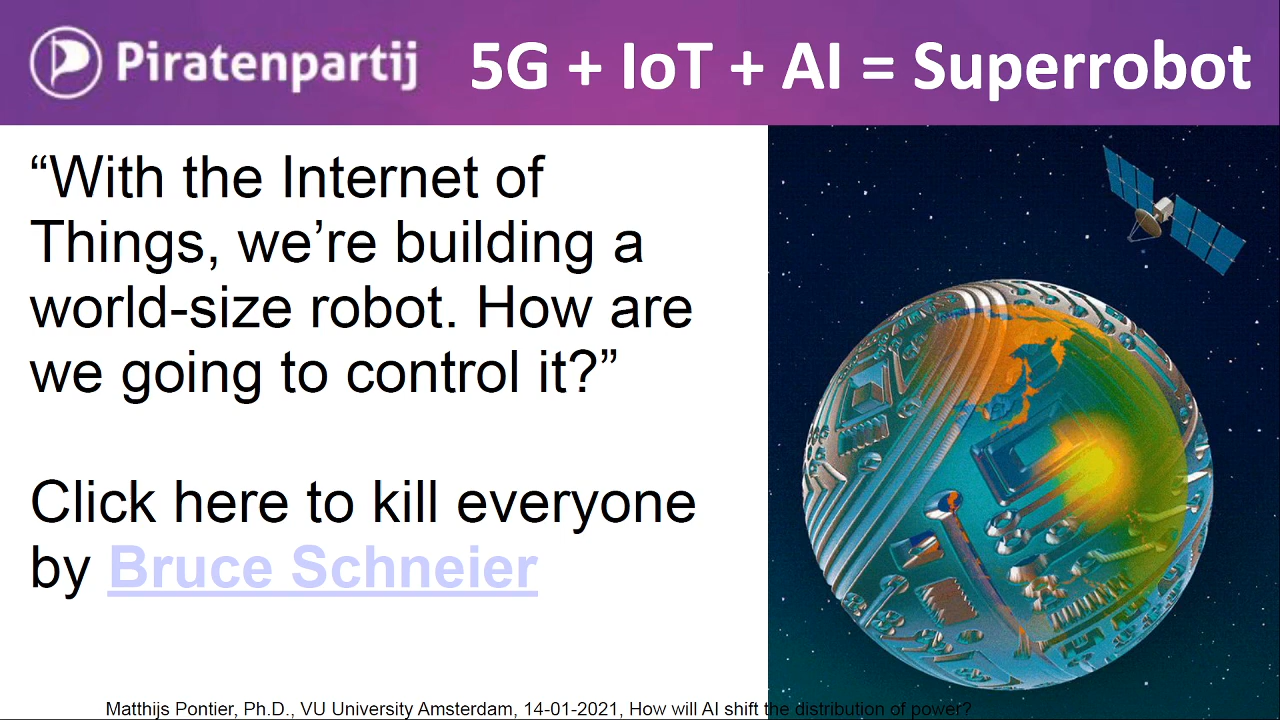 Piratenpartij
5G + IoT + AI = Superrobot
“With the Internet of
Things, we’re building a
world-size robot. How are
we going to control it?”
Click here to kill everyone
by Bruce Schneier
Matthijs Pontier, Ph.D., VU University Amsterdam, 14-01-2021, How will AI shift the distribution of power?